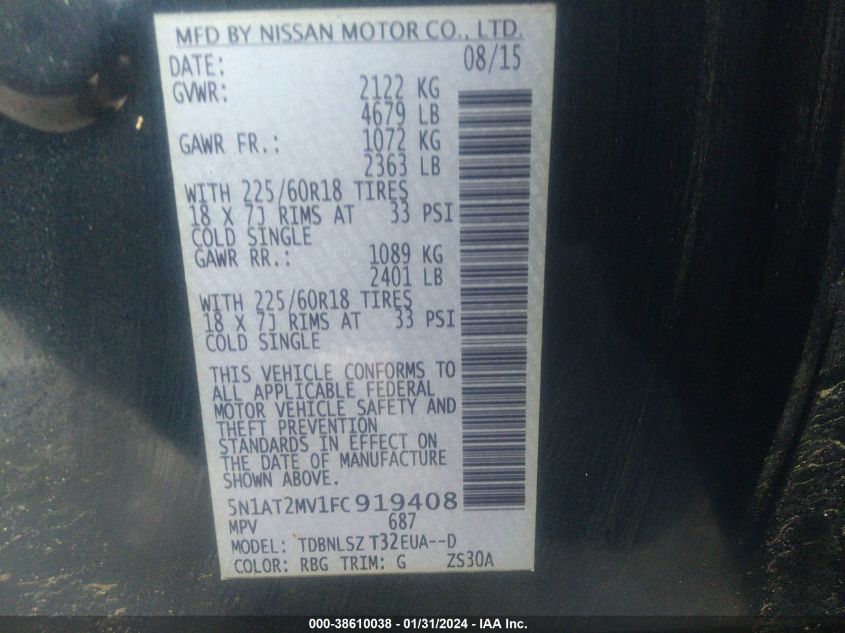 MFD BY NISSAN MOTOR CO., LTD.
DATE: 08/15
GVWR: 2122 KG
4679 LB
GAWR FR.: 1072 KG
2363 LB
WITH 225/60R18 TIRES
18 X 7J RIMS AT 33 PSI
COLD SINGLE
GAWR RR.: 1089 KG
2401 LB
WITH 225/60R18 TIRES
18 X 7J RIMS AT 33 PSI
COLD SINGLE
THIS VEHICLE CONFORMS TO
ALL APPLICABLE FEDERAL
MOTOR VEHICLE SAFETY AND
THEFT PREVENTION
STANDARDS IN EFFECT ON
THE DATE OF MANUFACTURE
SHOWN ABOVE.
5N1AT2MV1FC919408
MPV 687
MODEL: TDBNLSZ T32EUA--D
COLOR: RBG TRIM: G ZS30A
000-38610038 - 01/31/2024 - IAA Inc.